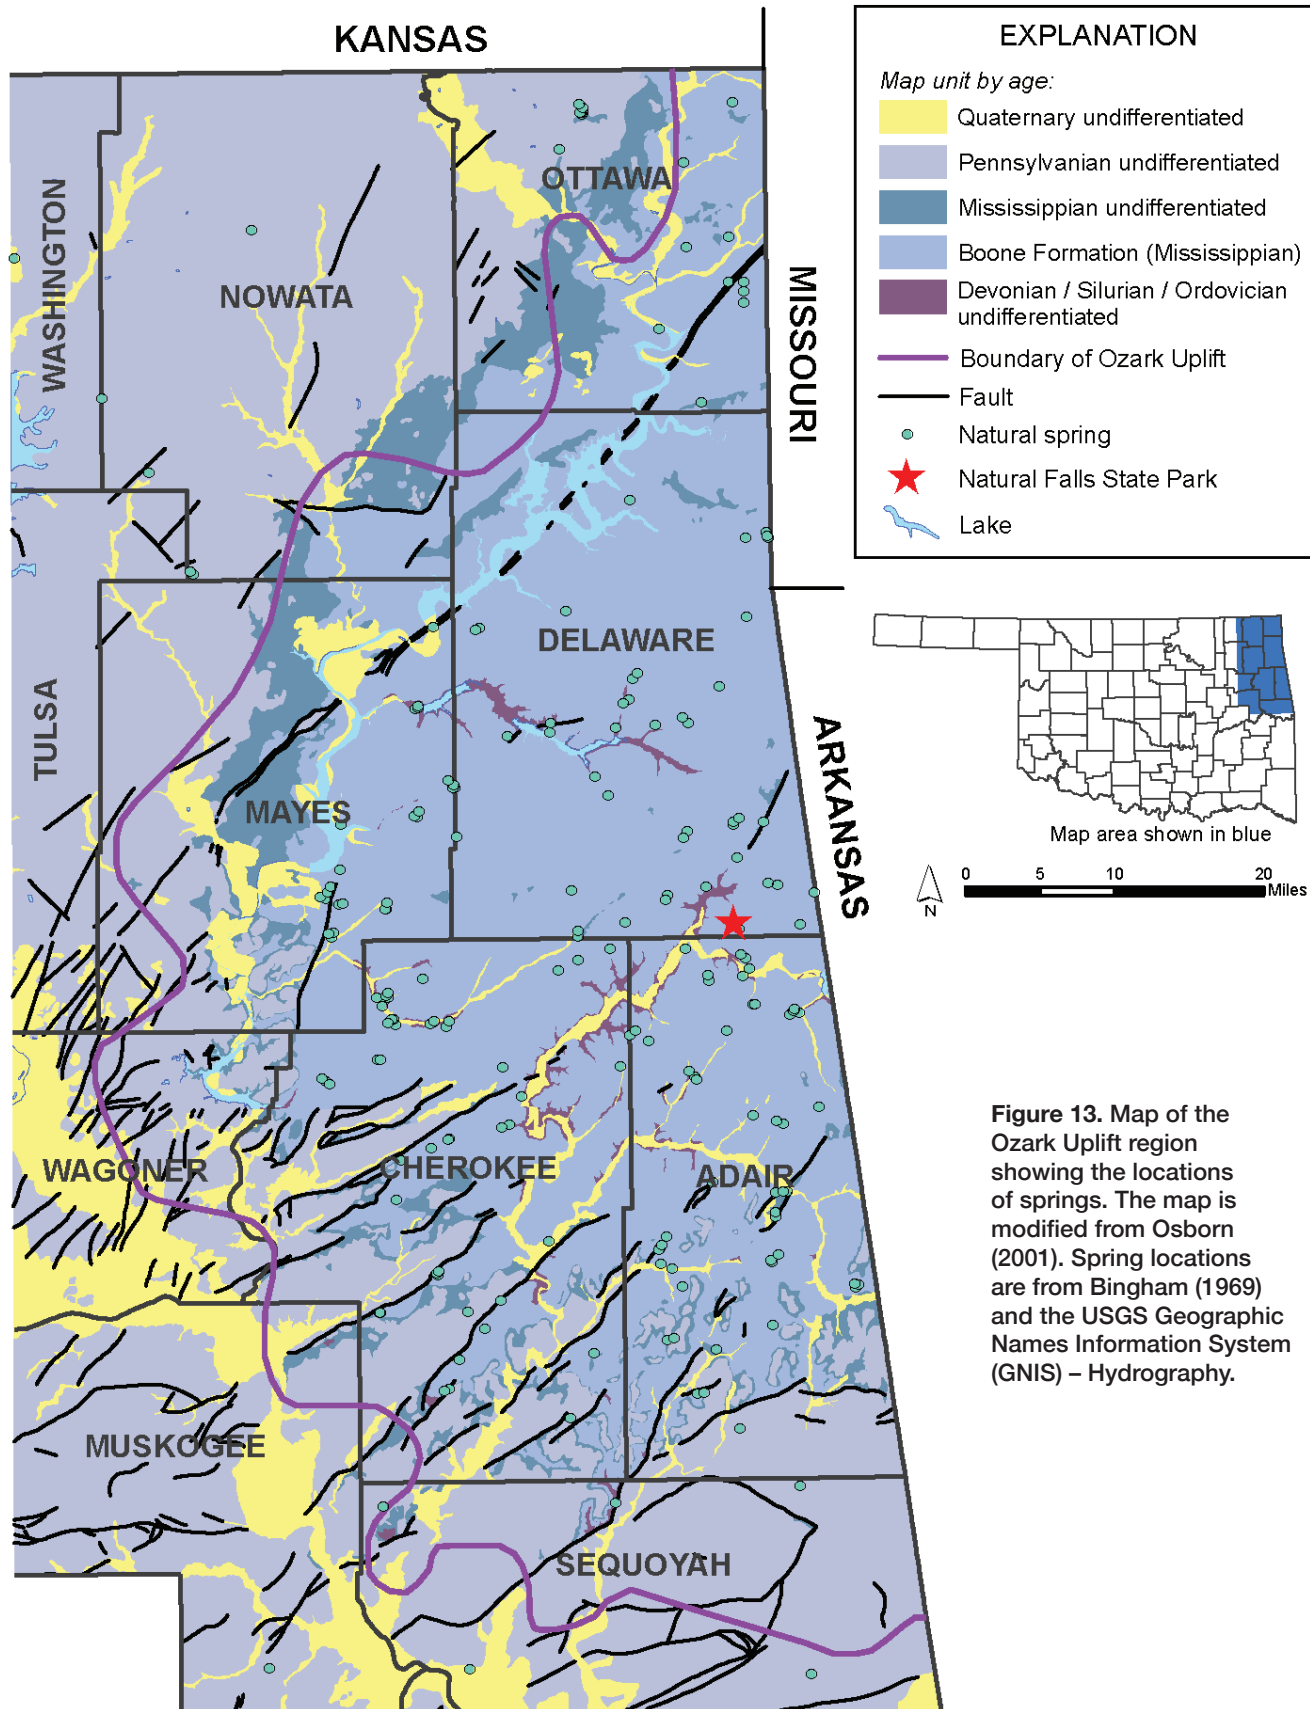 KANSAS
EXPLANATION
Map unit by age:
Quaternary undifferentiated
Pennsylvanian undifferentiated
Mississippian undifferentiated
Boone Formation (Mississippian)
Devonian / Silurian / Ordovician
undifferentiated
Boundary of Ozark Uplift
Fault
Natural spring
Natural Falls State Park
Lake
WASHINGTON
NOWATA
OTTAWA
MISSOURI
TULSA
MAYES
DELAWARE
ARKANSAS
Map area shown in blue
0 5 10 20
Miles
N
WAGONER
CHEROKEE
ADAIR
MUSKOGEE
SEQUOYAH
Figure 13. Map of the
Ozark Uplift region
showing the locations
of springs. The map is
modified from Osborn
(2001). Spring locations
are from Bingham (1969)
and the USGS Geographic
Names Information System
(GNIS) – Hydrography.